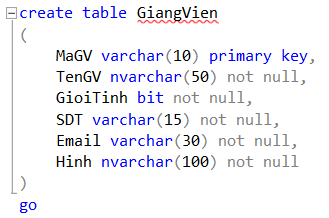 create table GiangVien
(
MaGV varchar(10) primary key,
TenGV nvarchar(50) not null,
GioiTinh bit not null,
SDT varchar(15) not null,
Email varchar(30) not null,
Hinh nvarchar(100) not null
)
go